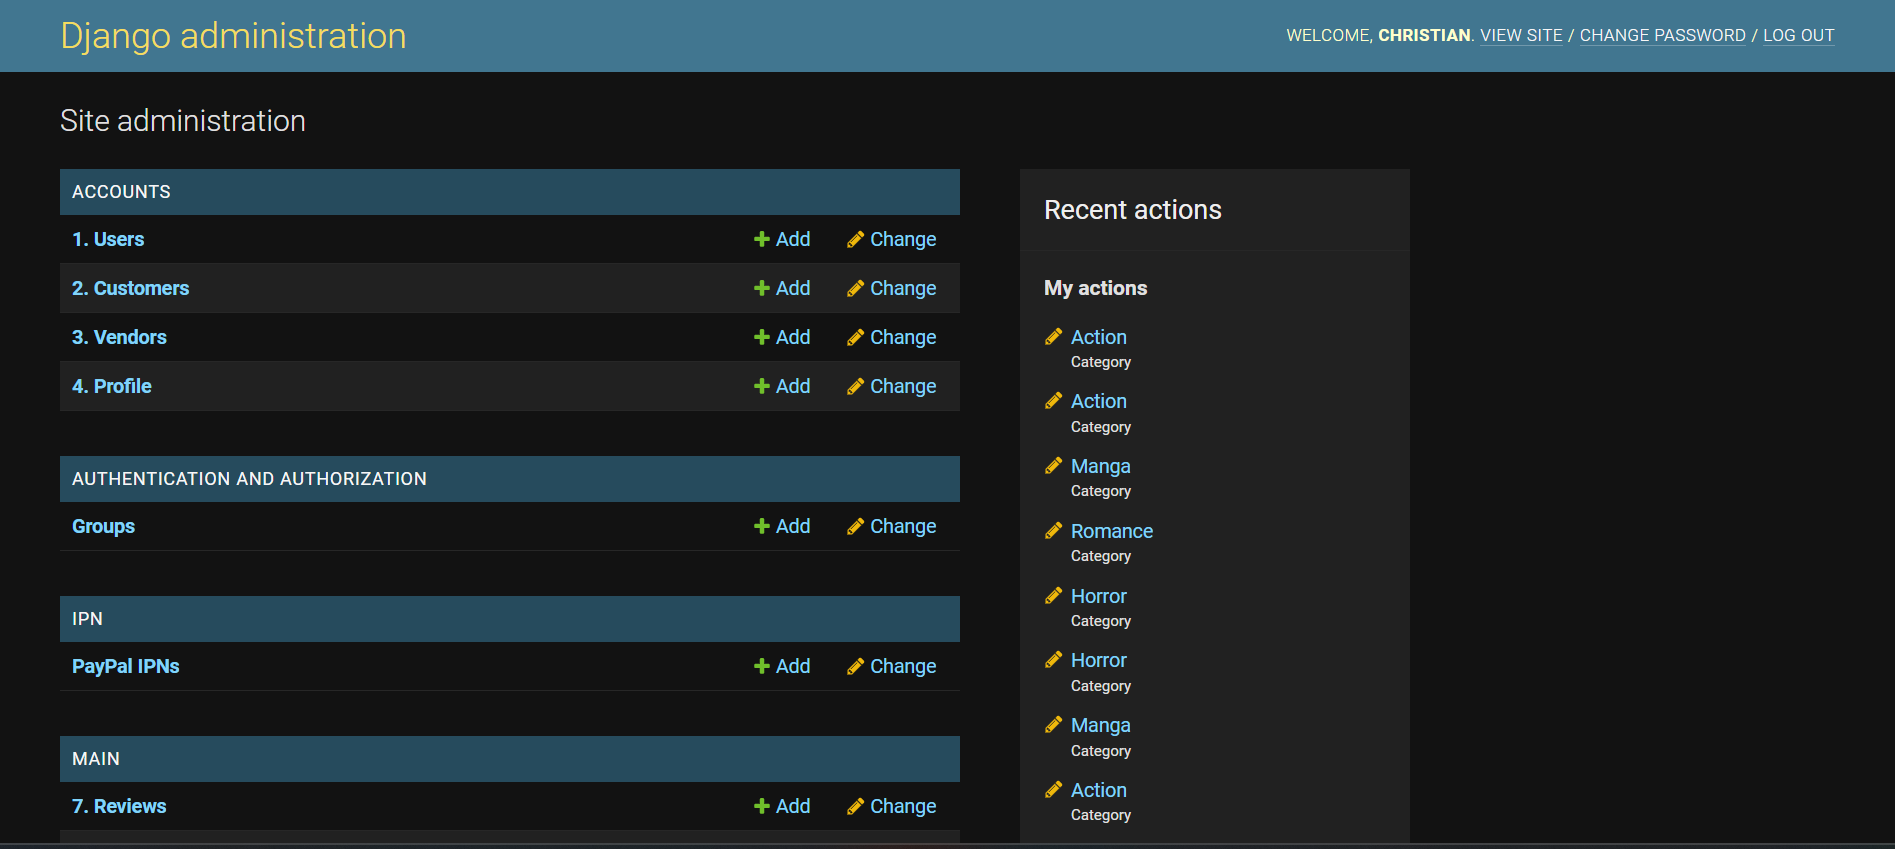 Django administration
WELCOME, CHRISTIAN. VIEW SITE / CHANGE PASSWORD / LOG OUT
Site administration
ACCOUNTS
1. Users Add Change
2. Customers Add Change
3. Vendors Add Change
4. Profile Add Change
AUTHENTICATION AND AUTHORIZATION
Groups Add Change
IPN
PayPal IPNs Add Change
MAIN
7. Reviews Add Change
Recent actions
My actions
Action
Category
Action
Category
Manga
Category
Romance
Category
Horror
Category
Horror
Category
Manga
Category
Action
Category